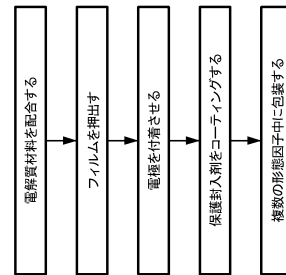 電解質材料を配合する
フィルムを押出す
電極を付着させる
保護封入剤をコーティングする
複数の形態因子中に包装する